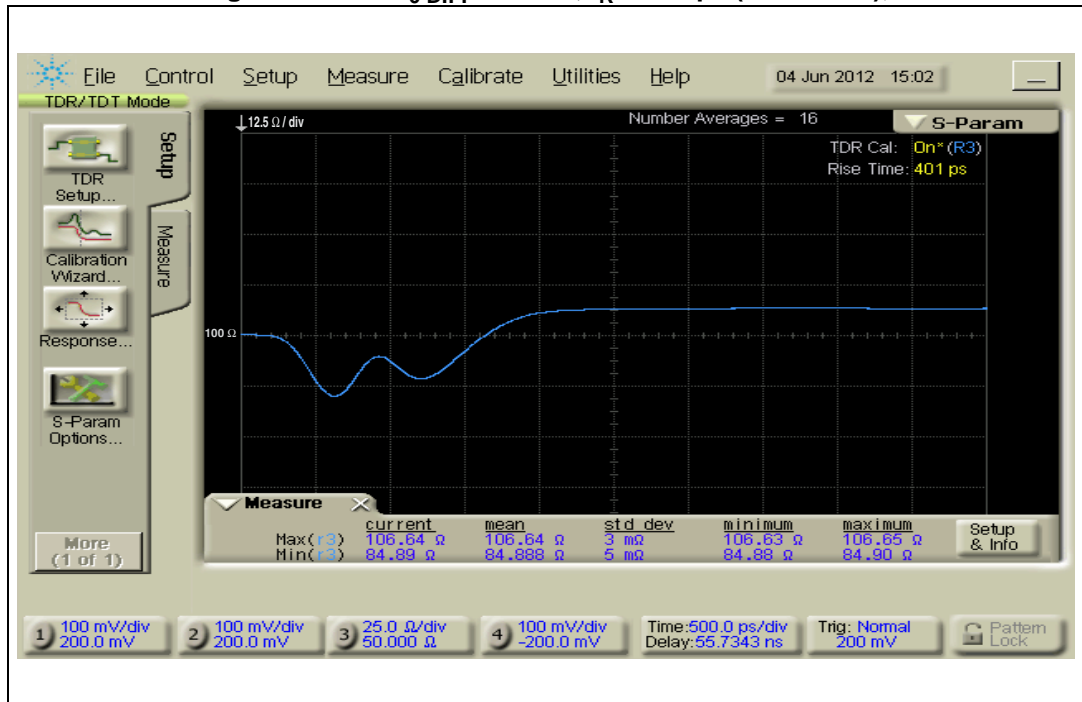 File Control Setup Measure Calibrate Utilities Help 04 Jun 2012 15:02
TDR/TDT Mode
12.5 Ω / div
Number Averages = 16
S-Param
TDR Cal: On* (R3)
Rise Time: 401 ps
Setup
Measure
TDR
Setup...
Calibration
Wizard...
Response...
S-Param
Options...
More
(1 of 1)
100 Ω
Measure
current mean std dev minimum maximum
Max(r3) 106.64 Ω 106.64 Ω 3 mΩ 106.63 Ω 106.65 Ω
Min(r3) 84.89 Ω 84.888 Ω 5 mΩ 84.88 Ω 84.90 Ω
Setup
& Info
1 100 mV/div
200.0 mV
2 100 mV/div
200.0 mV
3 25.0 Ω/div
50.000 Ω
4 100 mV/div
-200.0 mV
Time:500.0 ps/div
Delay:55.7343 ns
Trig: Normal
200 mV
Pattern
Lock